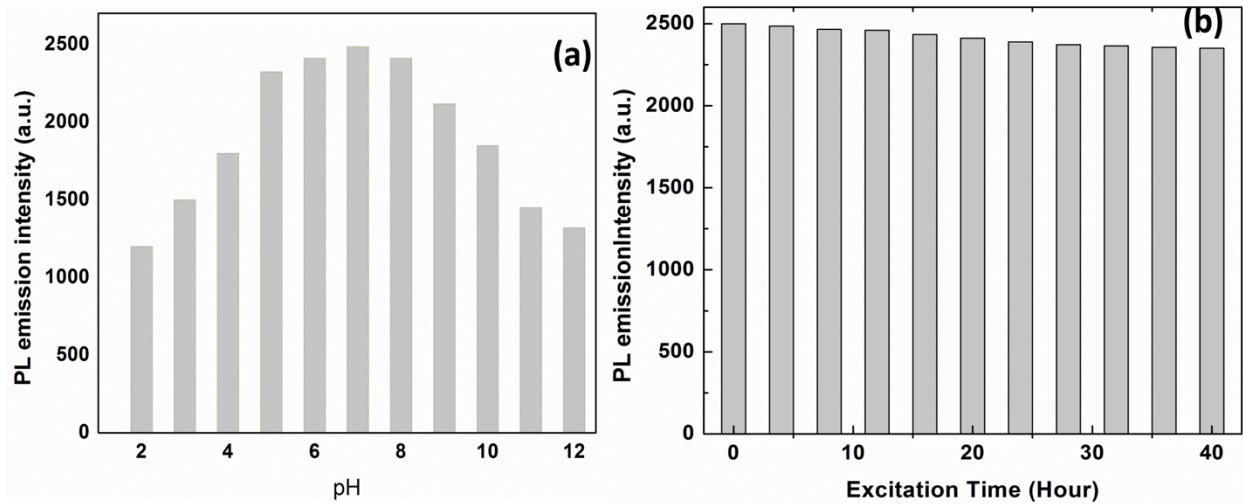 (a)
PL emission intensity (a.u.)
2500
2000
1500
1000
500
0
2 4 6 8 10 12
pH
(b)
PL emissionIntensity (a.u.)
2500
2000
1500
1000
500
0
0 10 20 30 40
Excitation Time (Hour)